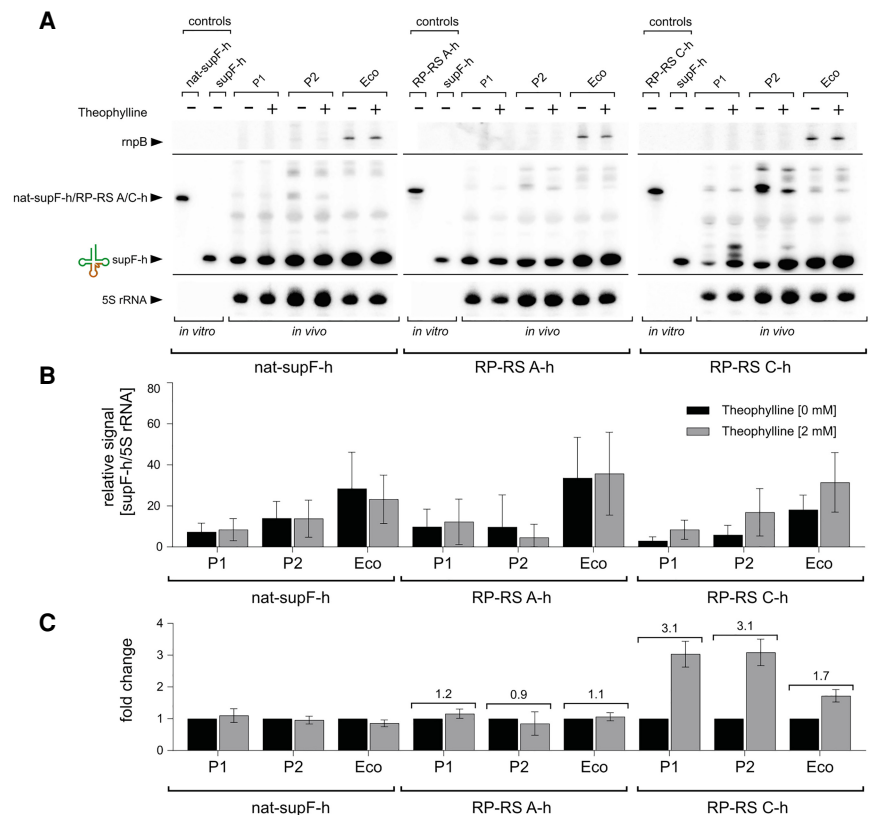 A
controls
controls
controls
nat-supF-h
supF-h
P1
P2
Eco
RP-RS A-h
supF-h
P1
P2
Eco
RP-RS C-h
supF-h
P1
P2
Eco
Theophylline
− − − + − + − +
− − − + − + − +
− − − + − + − +
rnpB
nat-supF-h/RP-RS A/C-h
supF-h
5S rRNA
in vitro
in vivo
in vitro
in vivo
in vitro
in vivo
nat-supF-h
RP-RS A-h
RP-RS C-h
B
relative signal
[supF-h/5S rRNA]
80
60
40
20
0
Theophylline [0 mM]
Theophylline [2 mM]
P1 P2 Eco P1 P2 Eco P1 P2 Eco
nat-supF-h
RP-RS A-h
RP-RS C-h
C
fold change
4
3
2
1
0
1.2
0.9
1.1
3.1
3.1
1.7
P1 P2 Eco P1 P2 Eco P1 P2 Eco
nat-supF-h
RP-RS A-h
RP-RS C-h